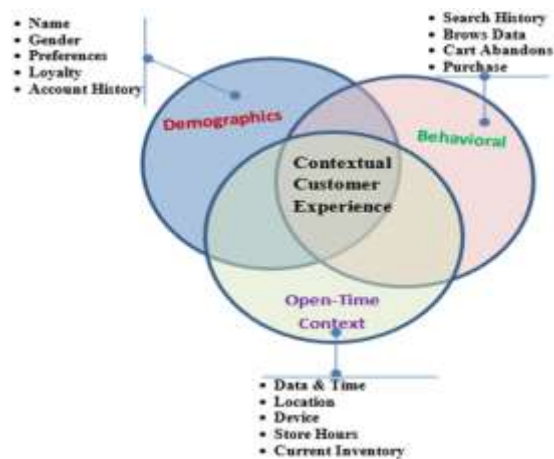 • Name
• Gender
• Preferences
• Loyalty
• Account History
• Search History
• Brows Data
• Cart Abandons
• Purchase
Demographics
Behavioral
Contextual
Customer
Experience
Open-Time
Context
• Data & Time
• Location
• Device
• Store Hours
• Current Inventory